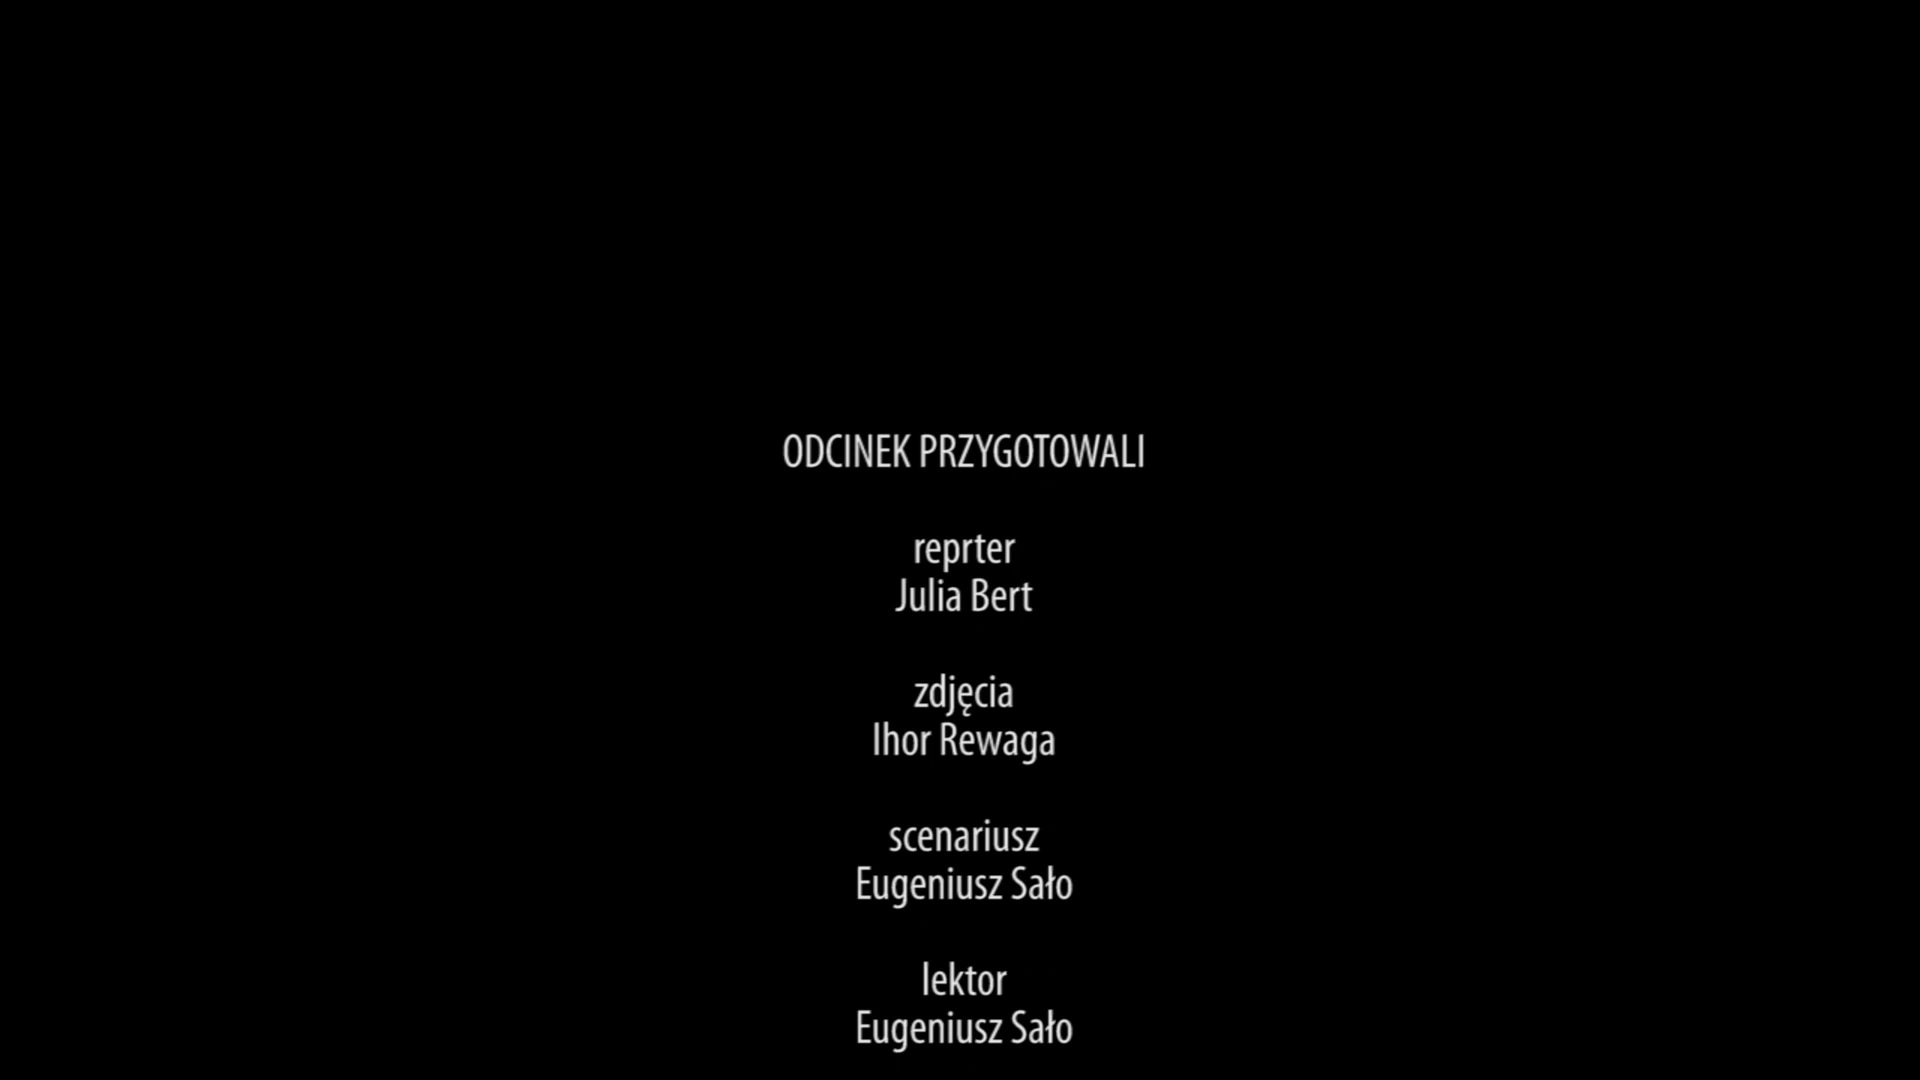 ODCINEK PRZYGOTOWALI
reprter
Julia Bert
zdjęcia
Ihor Rewaga
scenariusz
Eugeniusz Sało
lektor
Eugeniusz Sało